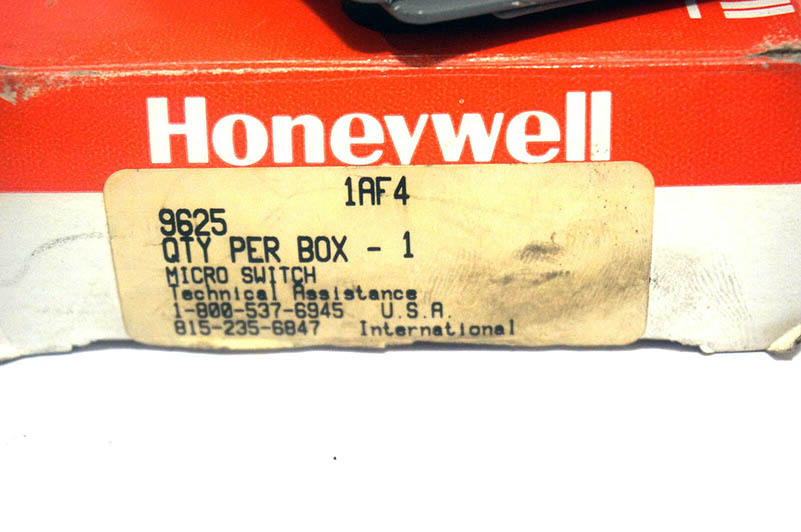 Honeywell
1AF4
9625
QTY PER BOX - 1
MICRO SWITCH
Technical Assistance
1-800-537-6945 U.S.A.
815-235-6847 International